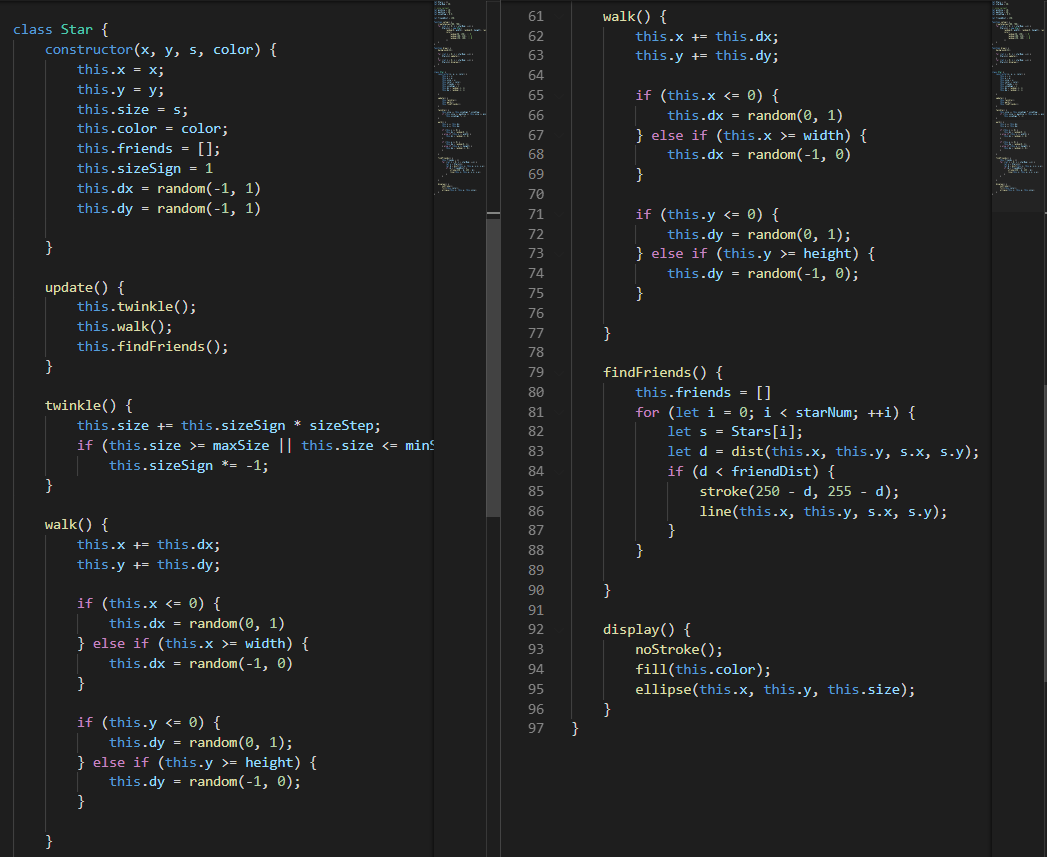 class Star {
constructor(x, y, s, color) {
this.x = x;
this.y = y;
this.size = s;
this.color = color;
this.friends = [];
this.sizeSign = 1
this.dx = random(-1, 1)
this.dy = random(-1, 1)
}
update() {
this.twinkle();
this.walk();
this.findFriends();
}
twinkle() {
this.size += this.sizeSign * sizeStep;
if (this.size >= maxSize || this.size <= minS
this.sizeSign *= -1;
}
walk() {
this.x += this.dx;
this.y += this.dy;
if (this.x <= 0) {
this.dx = random(0, 1)
} else if (this.x >= width) {
this.dx = random(-1, 0)
}
if (this.y <= 0) {
this.dy = random(0, 1);
} else if (this.y >= height) {
this.dy = random(-1, 0);
}
}
61 walk() {
62 this.x += this.dx;
63 this.y += this.dy;
64
65 if (this.x <= 0) {
66 this.dx = random(0, 1)
67 } else if (this.x >= width) {
68 this.dx = random(-1, 0)
69 }
70
71 if (this.y <= 0) {
72 this.dy = random(0, 1);
73 } else if (this.y >= height) {
74 this.dy = random(-1, 0);
75 }
76
77 }
78
79 findFriends() {
80 this.friends = []
81 for (let i = 0; i < starNum; ++i) {
82 let s = Stars[i];
83 let d = dist(this.x, this.y, s.x, s.y);
84 if (d < friendDist) {
85 stroke(250 - d, 255 - d);
86 line(this.x, this.y, s.x, s.y);
87 }
88 }
89
90 }
91
92 display() {
93 noStroke();
94 fill(this.color);
95 ellipse(this.x, this.y, this.size);
96 }
97 }